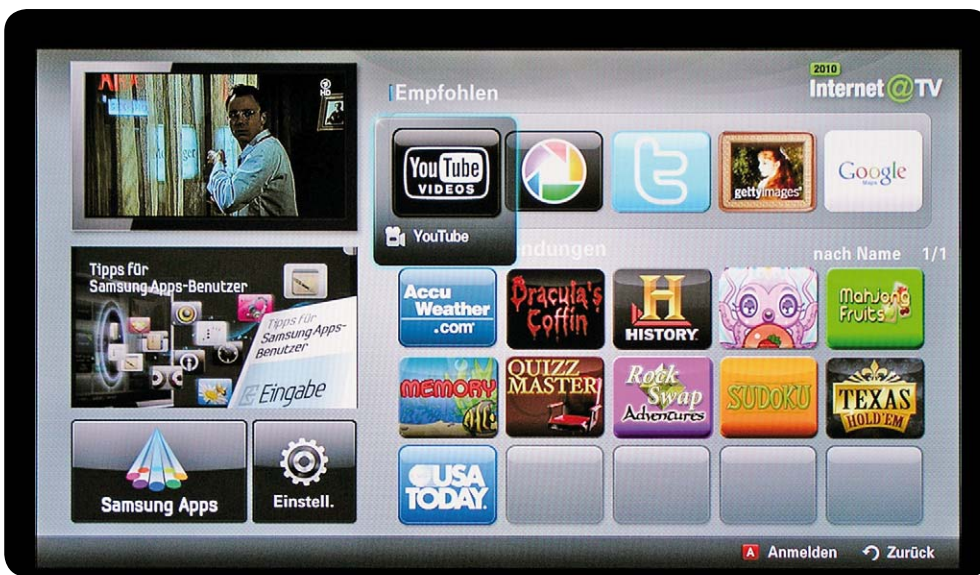 HD
Empfohlen
2010
Internet@TV
You Tube
VIDEOS
gettyimages®
Google
Maps
YouTube
endungen
nach Name 1/1
Tipps für
Samsung Apps-Benutzer
Tipps für
Samsung Apps-
Benutzer
Eingabe
Accu
Weather
.com
Dracula's
Coffin
H
HISTORY
Mahjong
Fruits
MEMORY
QUIZZ
MASTER
Rock
Swap
Adventures
SUDOKU
TEXAS
HOLD'EM
USA
TODAY.
Samsung Apps
Einstell.
A Anmelden
Zurück